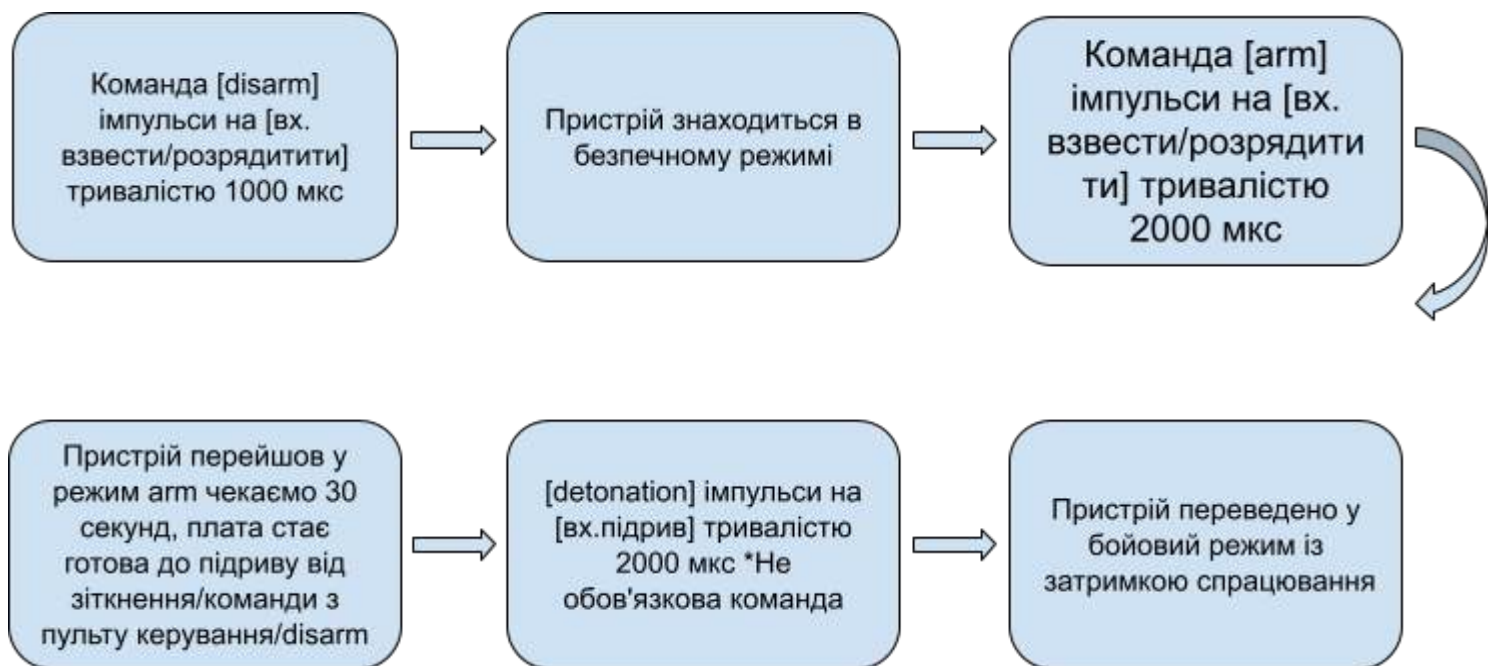 Команда [disarm]
імпульси на [вх.
взвести/розрядитити]
тривалістю 1000 мкс
Пристрій знаходиться в
безпечному режимі
Команда [arm]
імпульси на [вх.
взвести/розрядити
ти] тривалістю
2000 мкс
Пристрій перейшов у
режим arm чекаємо 30
секунд, плата стає
готова до підриву від
зіткнення/команди з
пульту керування/disarm
[detonation] імпульси на
[вх.підрив] тривалістю
2000 мкс *Не
обов'язкова команда
Пристрій переведено у
бойовий режим із
затримкою спрацювання